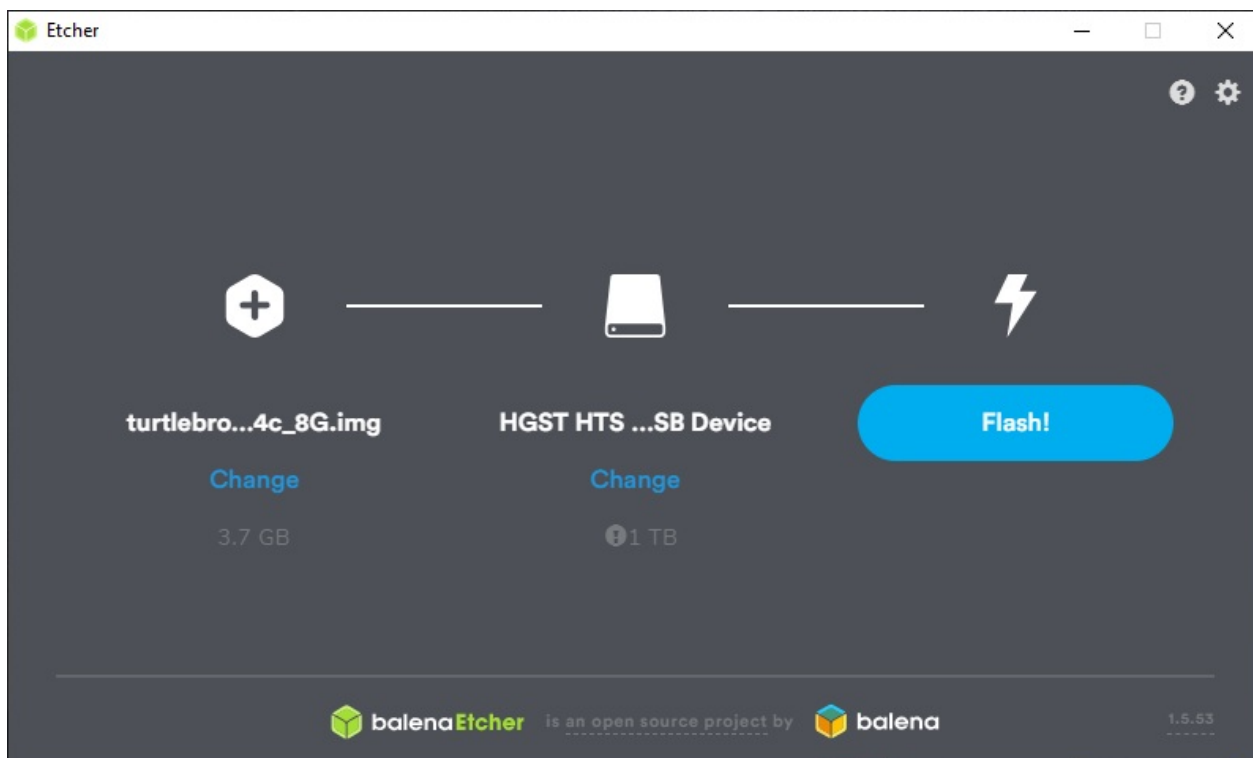 Etcher
turtlebro...4c_8G.img
HGST HTS ...SB Device
Flash!
Change
Change
3.7 GB
1 TB
balenaEtcher is an open source project by balena
1.5.53